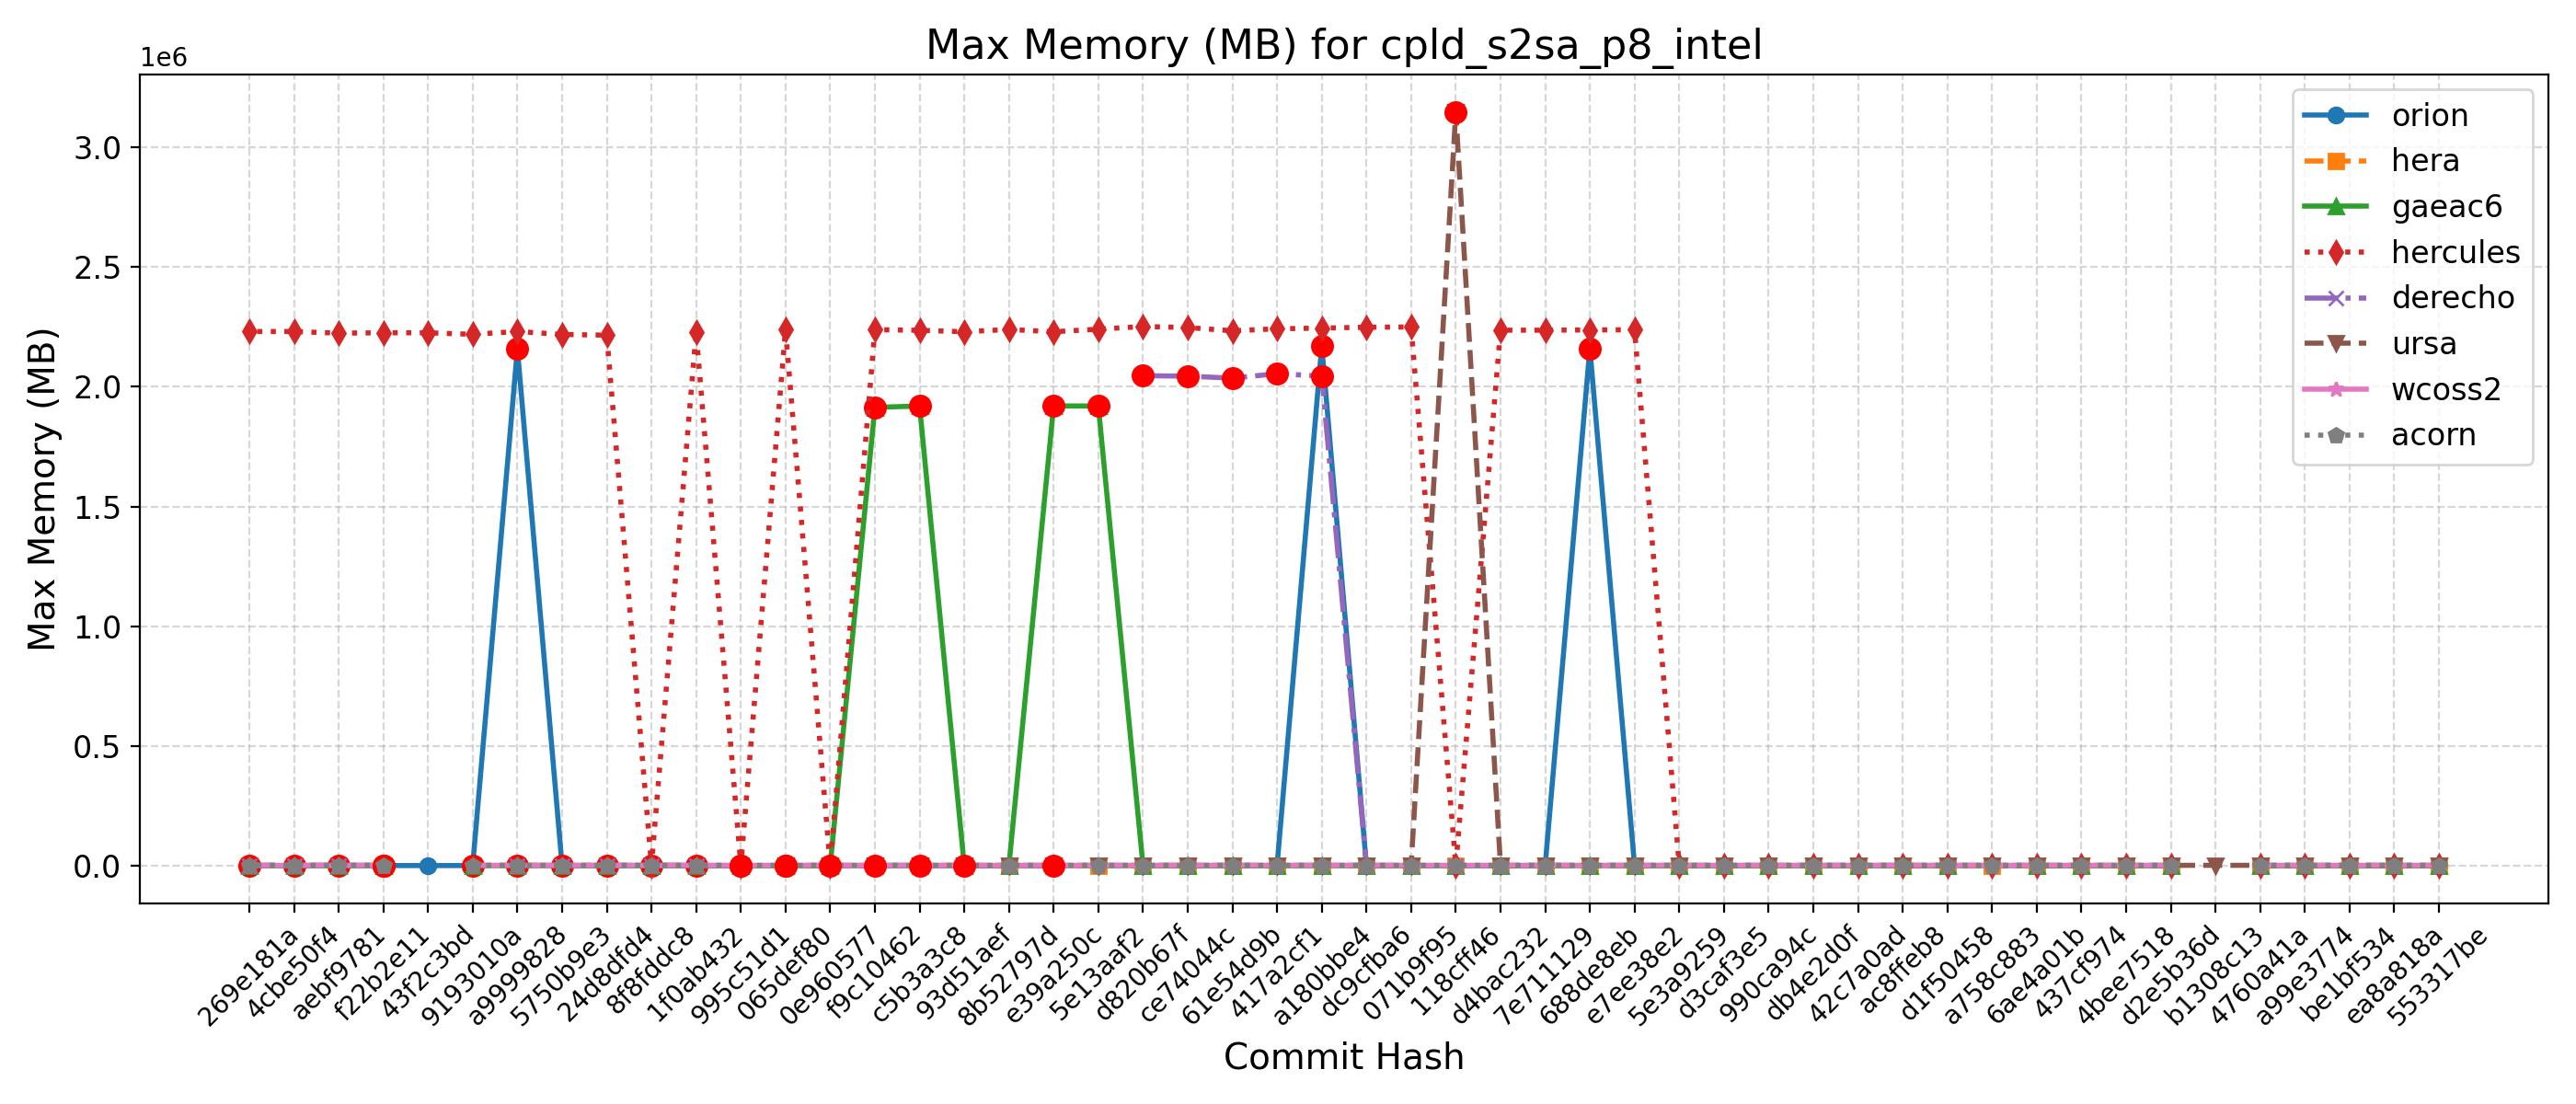 Max Memory (MB) for cpld_s2sa_p8_intel
1e6
3.0
2.5
2.0
1.5
1.0
0.5
0.0
Max Memory (MB)
orion
hera
gaeac6
hercules
derecho
ursa
wcoss2
acorn
269e181a
4cbe50f4
aebf9781
f22b2e11
43f2c3bd
9193010a
a9999828
5750b9e3
24d8dfd4
8f8fddc8
1f0ab432
995c51d1
065def80
0e960577
f9c10462
c5b3a3c8
93d51aef
8b52797d
e39a250c
5e13aaf2
d820b67f
ce74044c
61e54d9b
417a2cf1
a180bbe4
dc9cfba6
071b9f95
118cff46
d4bac232
7e711129
688de8eb
e7ee38e2
5e3a9259
d3caf3e5
990ca94c
db4e2d0f
42c7a0ad
ac8ffeb8
d1f50458
a758c883
6ae4a01b
437cf974
4bee7518
d2e5b36d
b1308c13
4760a41a
a99e3774
be1bf534
ea8a818a
553317be
Commit Hash